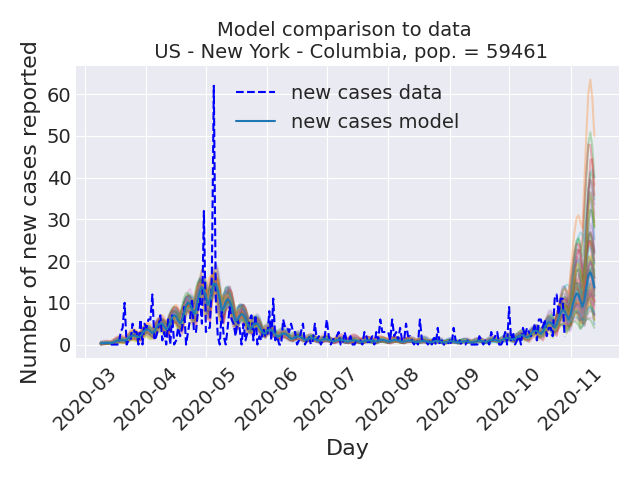 Model comparison to data
US - New York - Columbia, pop. = 59461
Number of new cases reported
60
50
40
30
20
10
0
new cases data
new cases model
2020-03
2020-04
2020-05
2020-06
2020-07
2020-08
2020-09
2020-10
2020-11
Day